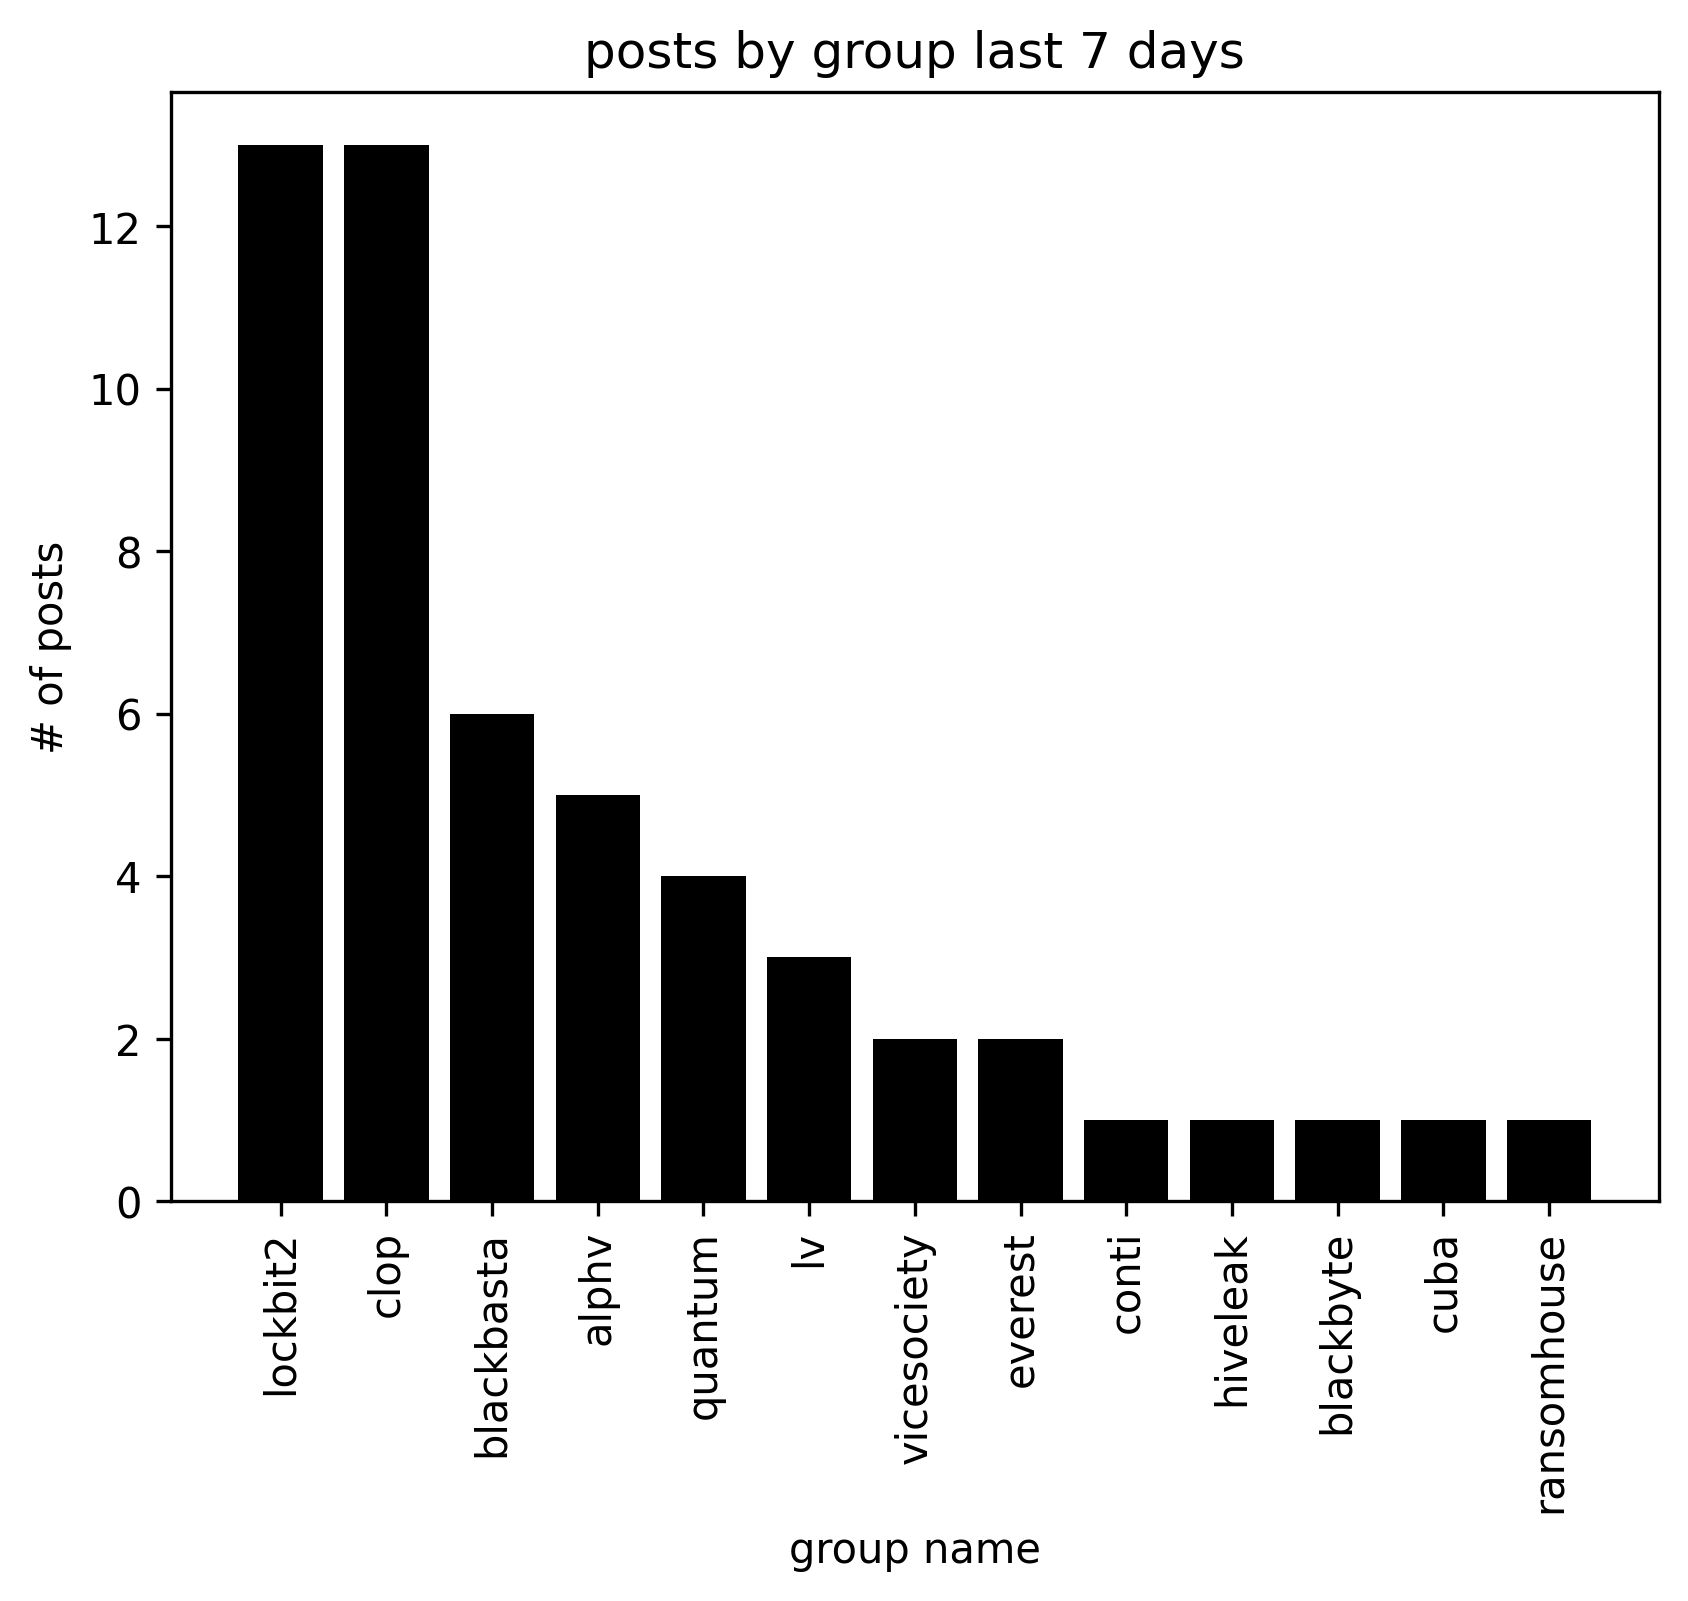 posts by group last 7 days
# of posts
12
10
8
6
4
2
0
lockbit2
clop
blackbasta
alphv
quantum
lv
vicesociety
everest
conti
hiveleak
blackbyte
cuba
ransomhouse
group name